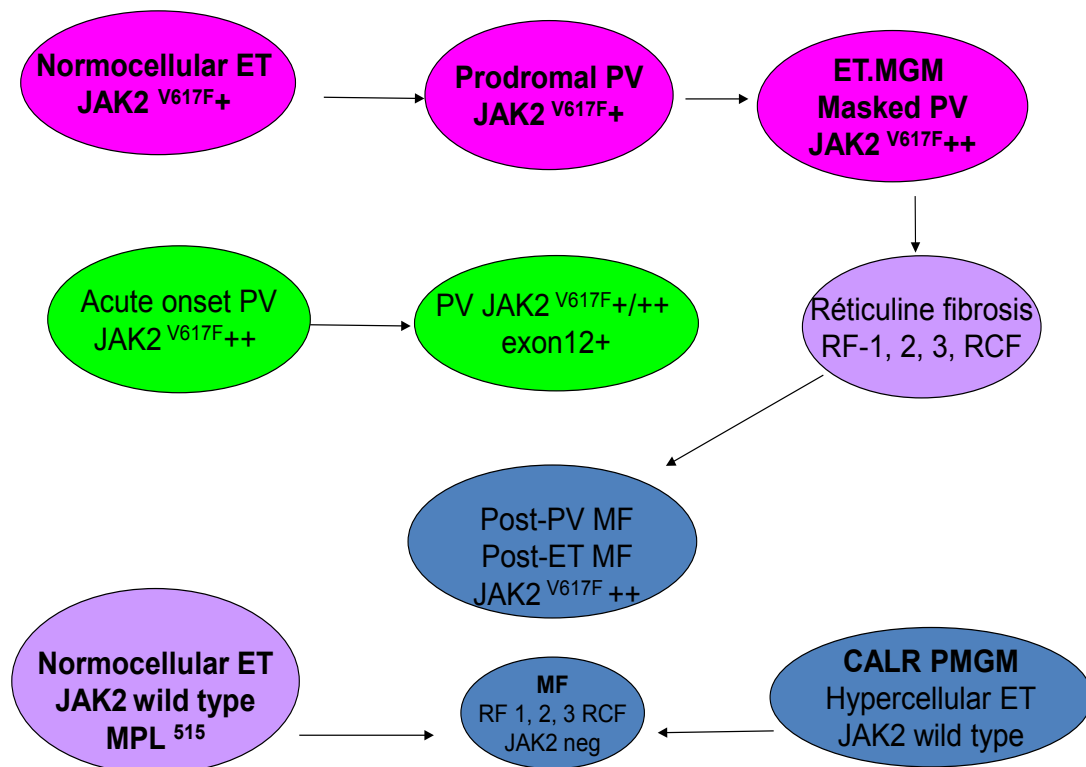 Normocellular ET
JAK2 V617F+
Prodromal PV
JAK2 V617F+
ET.MGM
Masked PV
JAK2 V617F++
Acute onset PV
JAK2 V617F++
PV JAK2 V617F+/++
exon12+
Réticuline fibrosis
RF-1, 2, 3, RCF
Post-PV MF
Post-ET MF
JAK2 V617F ++
Normocellular ET
JAK2 wild type
MPL 515
MF
RF 1, 2, 3 RCF
JAK2 neg
CALR PMGM
Hypercellular ET
JAK2 wild type